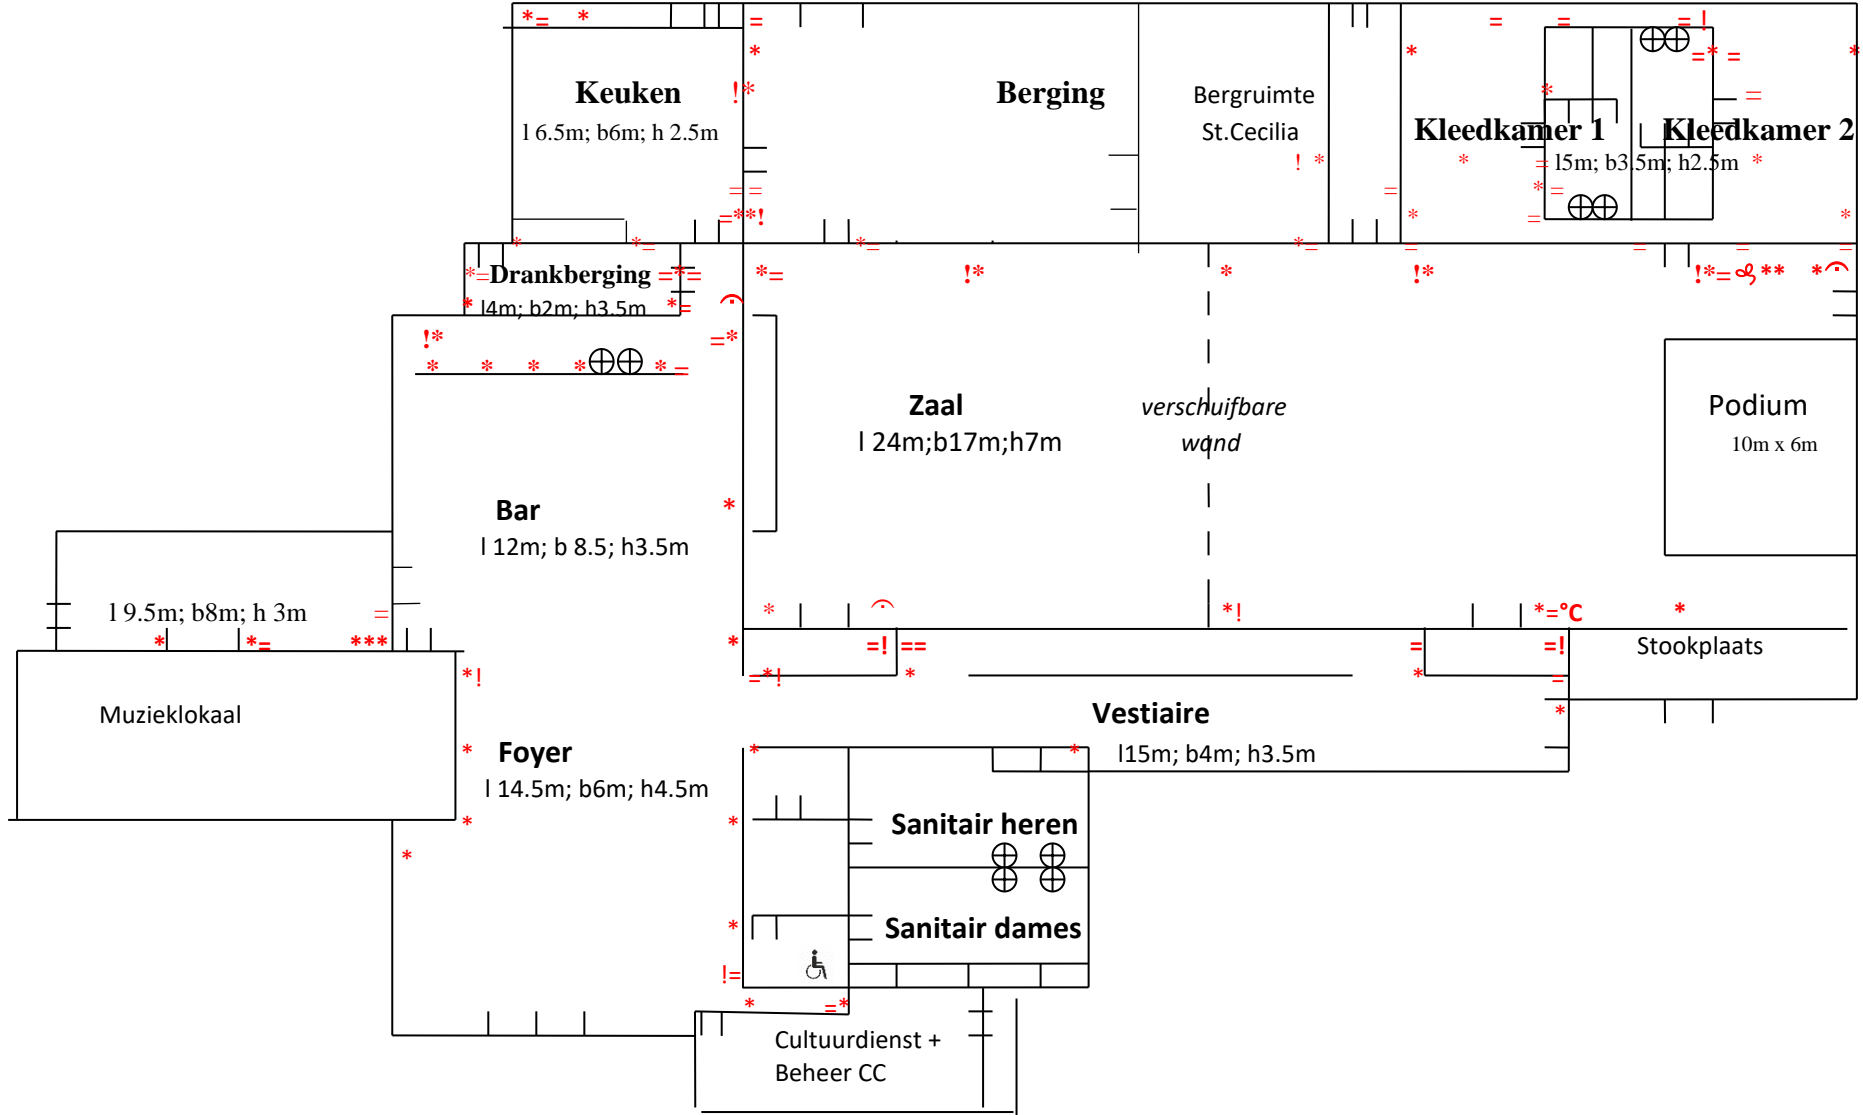 Keuken
l 6.5m; b6m; h 2.5m
Berging
Bergruimte
St.Cecilia
Kleedkamer 1
Kleedkamer 2
l5m; b3.5m; h2.5m
Drankberging
l4m; b2m; h3.5m
Zaal
l 24m;b17m;h7m
verschuifbare
wand
Podium
10m x 6m
Bar
l 12m; b 8.5; h3.5m
l 9.5m; b8m; h 3m
*=°C
Stookplaats
Muzieklokaal
Vestiaire
l15m; b4m; h3.5m
Foyer
l 14.5m; b6m; h4.5m
Sanitair heren
Sanitair dames
Cultuurdienst +
Beheer CC